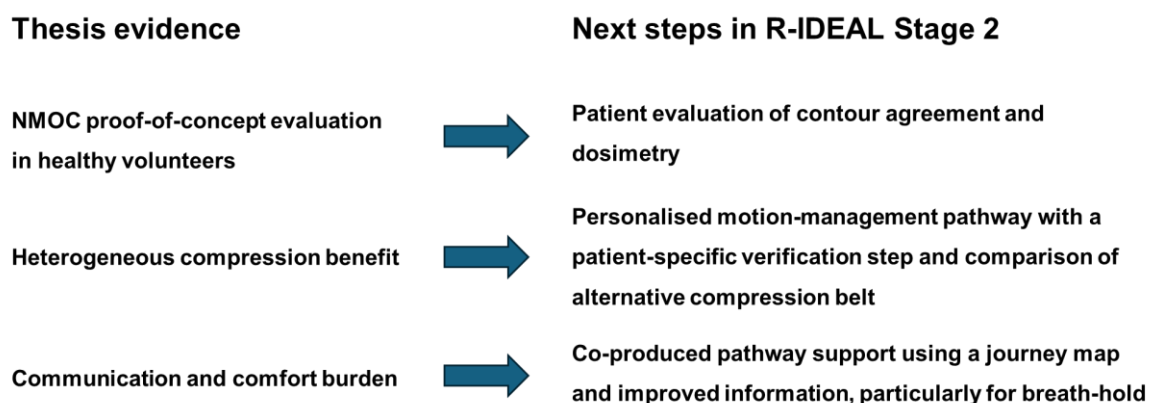 Thesis evidence
Next steps in R-IDEAL Stage 2
NMOC proof-of-concept evaluation
in healthy volunteers
Patient evaluation of contour agreement and
dosimetry
Heterogeneous compression benefit
Personalised motion-management pathway with a
patient-specific verification step and comparison of
alternative compression belt
Communication and comfort burden
Co-produced pathway support using a journey map
and improved information, particularly for breath-hold